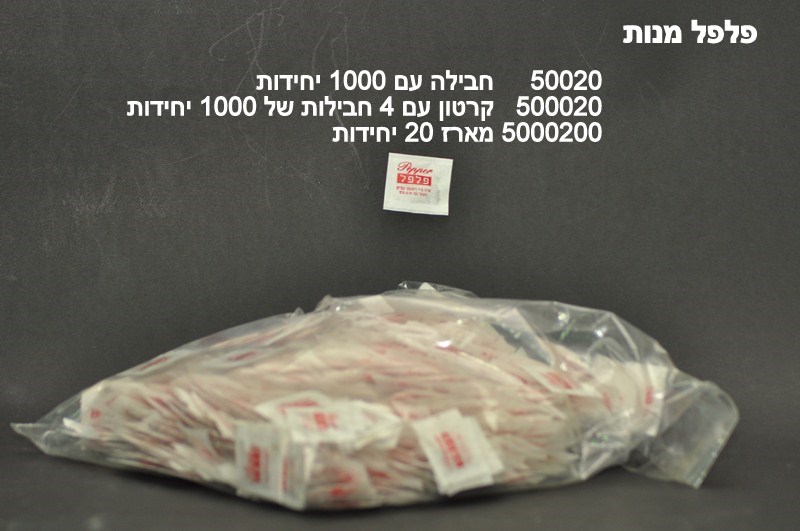 פלפל מנות
50020 חבילה עם 1000 יחידות
500020 קרטון עם 4 חבילות של 1000 יחידות
5000200 מארז 20 יחידות
Pepper
פלפל